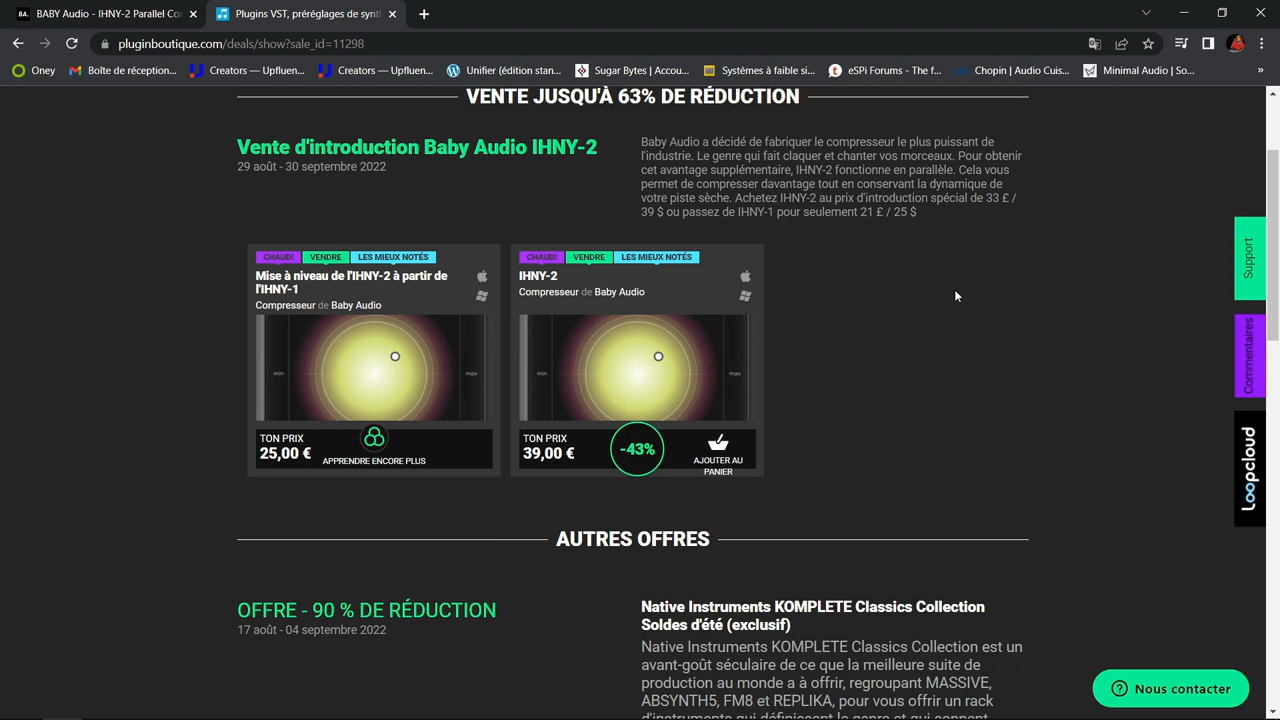 BABY Audio - IHNY-2 Parallel Co
Plugins VST, préréglages de synt
pluginboutique.com/deals/show?sale_id=11298
Oney
Boîte de réception...
Creators — Upfluen...
Creators — Upfluen...
Unifier (édition stan...
Sugar Bytes | Accou...
Systèmes à faible si...
eSPi Forums - The f...
Chopin | Audio Cuis...
Minimal Audio | So...
VENTE JUSQU'À 63% DE RÉDUCTION
Vente d'introduction Baby Audio IHNY-2
29 août - 30 septembre 2022
Baby Audio a décidé de fabriquer le compresseur le plus puissant de
l'industrie. Le genre qui fait claquer et chanter vos morceaux. Pour obtenir
cet avantage supplémentaire, IHNY-2 fonctionne en parallèle. Cela vous
permet de compresser davantage tout en conservant la dynamique de
votre piste sèche. Achetez IHNY-2 au prix d'introduction spécial de 33 £ /
39 $ ou passez de IHNY-1 pour seulement 21 £ / 25 $
CHAUD! VENDRE LES MIEUX NOTÉS
Mise à niveau de l'IHNY-2 à partir de
l'IHNY-1
Compresseur de Baby Audio
min max
TON PRIX
25,00 €
APPRENDRE ENCORE PLUS
CHAUD! VENDRE LES MIEUX NOTÉS
IHNY-2
Compresseur de Baby Audio
min max
TON PRIX
39,00 €
-43%
AJOUTER AU
PANIER
Support
Commentaires
Loopcloud
AUTRES OFFRES
OFFRE - 90 % DE RÉDUCTION
17 août - 04 septembre 2022
Native Instruments KOMPLETE Classics Collection
Soldes d'été (exclusif)
Native Instruments KOMPLETE Classics Collection est un
avant-goût séculaire de ce que la meilleure suite de
production au monde a à offrir, regroupant MASSIVE,
ABSYNTH5, FM8 et REPLIKA, pour vous offrir un rack
d'instruments qui définissent le genre et qui sonnent
Nous contacter